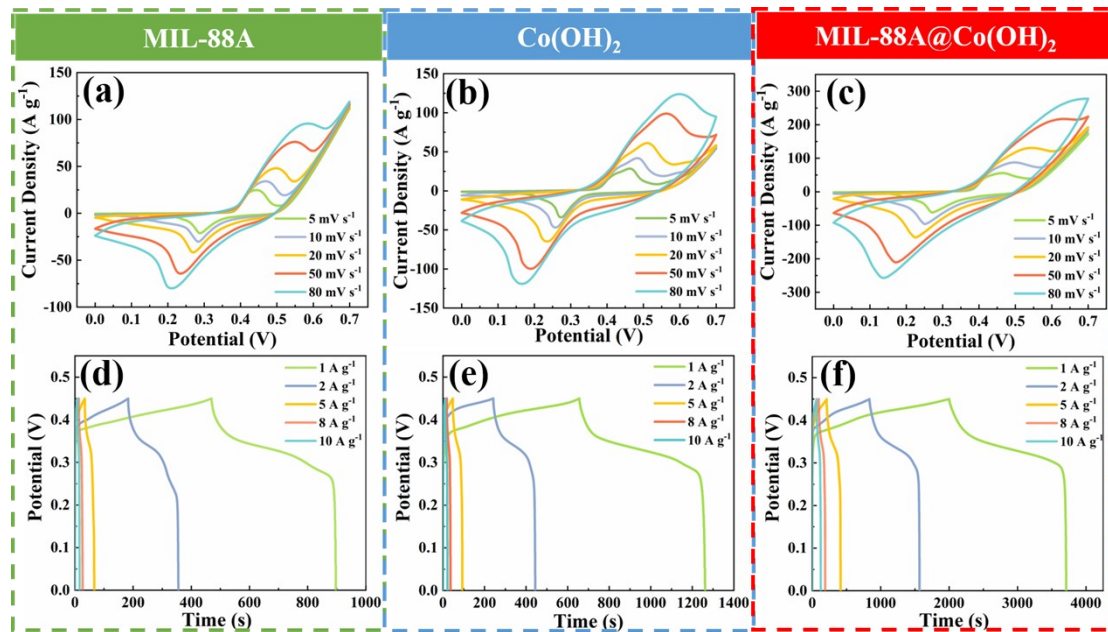 MIL-88A
Co(OH)₂
MIL-88A@Co(OH)₂
(a)
Current Density (A g⁻¹)
150
100
50
0
-50
-100
0.0 0.1 0.2 0.3 0.4 0.5 0.6 0.7
Potential (V)
5 mV s⁻¹
10 mV s⁻¹
20 mV s⁻¹
50 mV s⁻¹
80 mV s⁻¹
(b)
Current Density (A g⁻¹)
150
100
50
0
-50
-100
-150
0.0 0.1 0.2 0.3 0.4 0.5 0.6 0.7
Potential (V)
5 mV s⁻¹
10 mV s⁻¹
20 mV s⁻¹
50 mV s⁻¹
80 mV s⁻¹
(c)
Current Density (A g⁻¹)
300
200
100
0
-100
-200
-300
0.0 0.1 0.2 0.3 0.4 0.5 0.6 0.7
Potential (V)
5 mV s⁻¹
10 mV s⁻¹
20 mV s⁻¹
50 mV s⁻¹
80 mV s⁻¹
(d)
Potential (V)
0.5
0.4
0.3
0.2
0.1
0.0
0 200 400 600 800 1000
Time (s)
1 A g⁻¹
2 A g⁻¹
5 A g⁻¹
8 A g⁻¹
10 A g⁻¹
(e)
Potential (V)
0.5
0.4
0.3
0.2
0.1
0.0
0 200 400 600 800 1000 1200 1400
Time (s)
1 A g⁻¹
2 A g⁻¹
5 A g⁻¹
8 A g⁻¹
10 A g⁻¹
(f)
Potential (V)
0.5
0.4
0.3
0.2
0.1
0.0
0 1000 2000 3000 4000
Time (s)
1 A g⁻¹
2 A g⁻¹
5 A g⁻¹
8 A g⁻¹
10 A g⁻¹